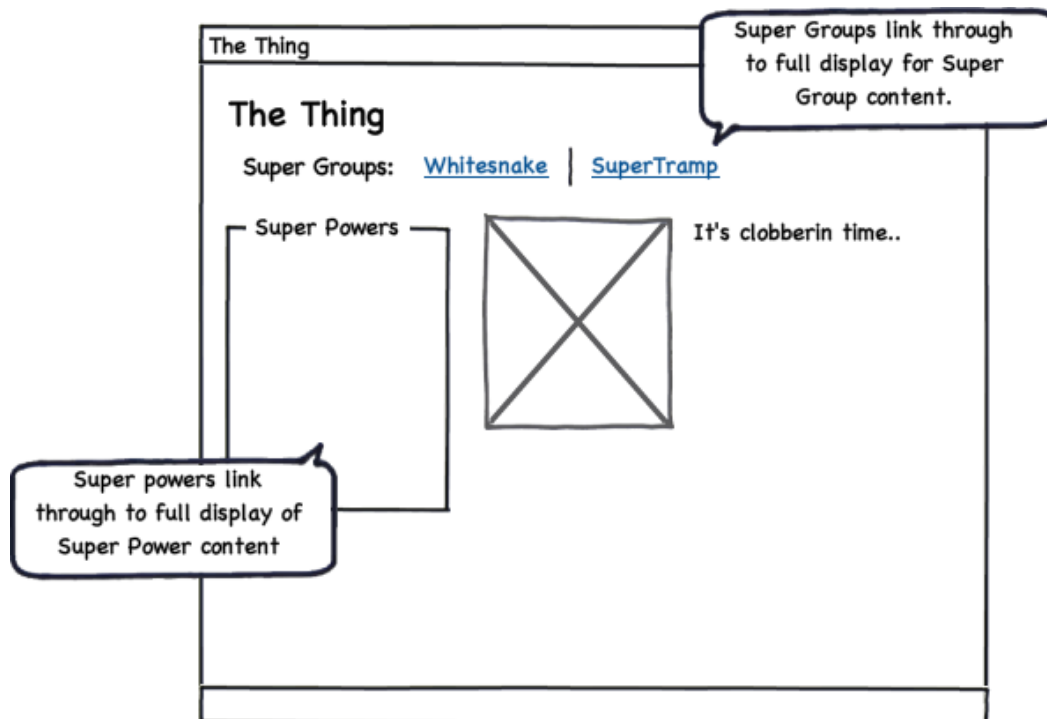 The Thing
Super Groups link through
to full display for Super
Group content.
The Thing
Super Groups: Whitesnake | SuperTramp
Super Powers
It's clobberin time..
Super powers link
through to full display of
Super Power content